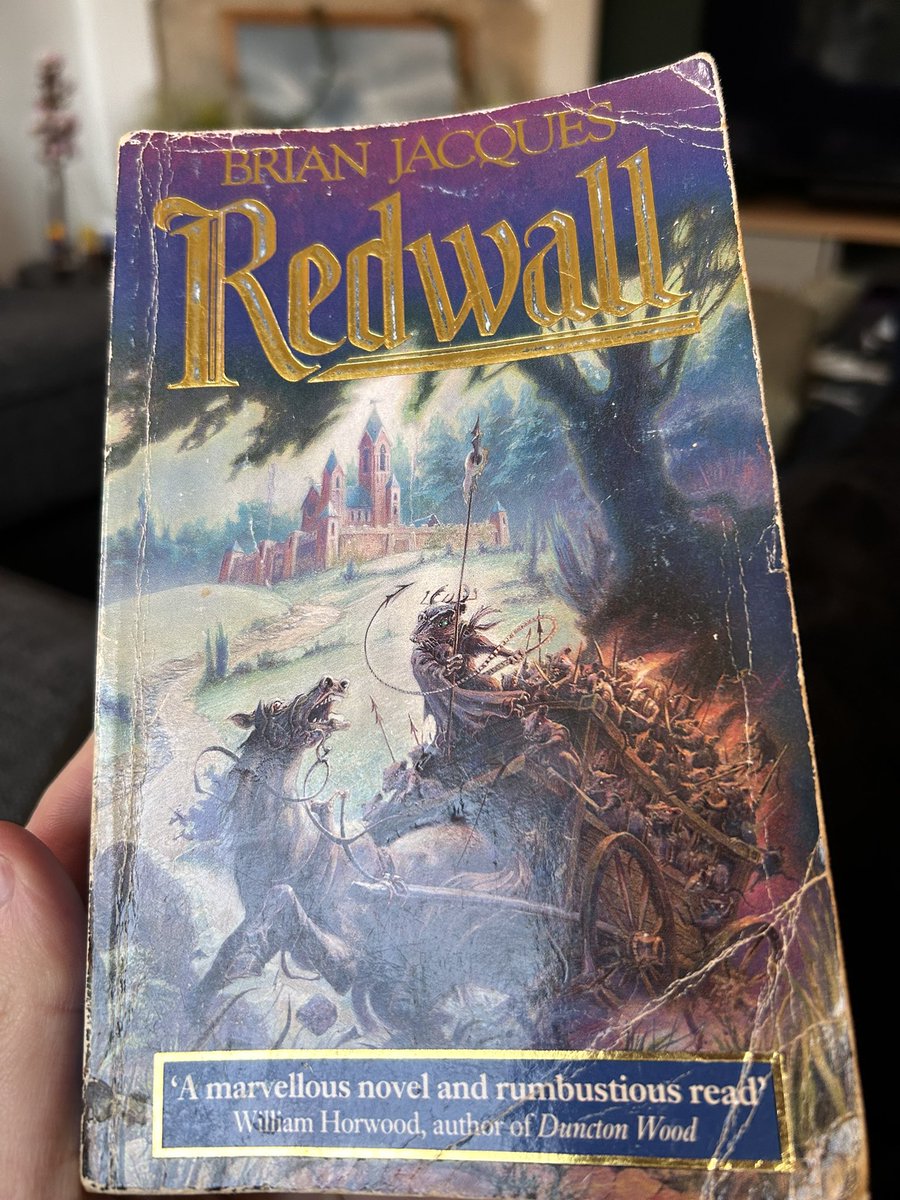 BRIAN JACQUES
Redwall
‘A marvellous novel and rumbustious read’
William Horwood, author of Duncton Wood